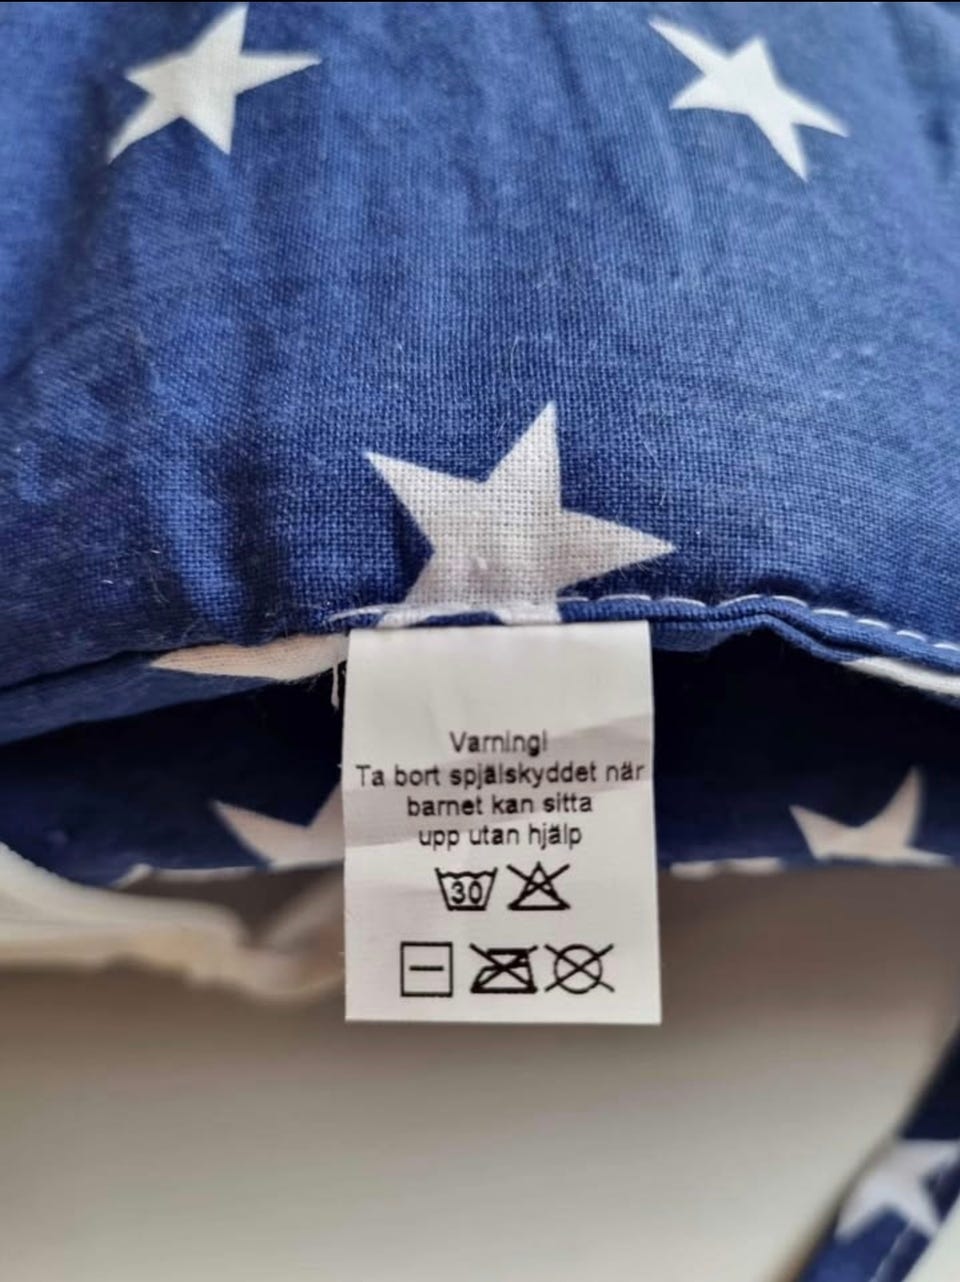 Varning!
Ta bort spjälskyddet när
barnet kan sitta
upp utan hjälp
30